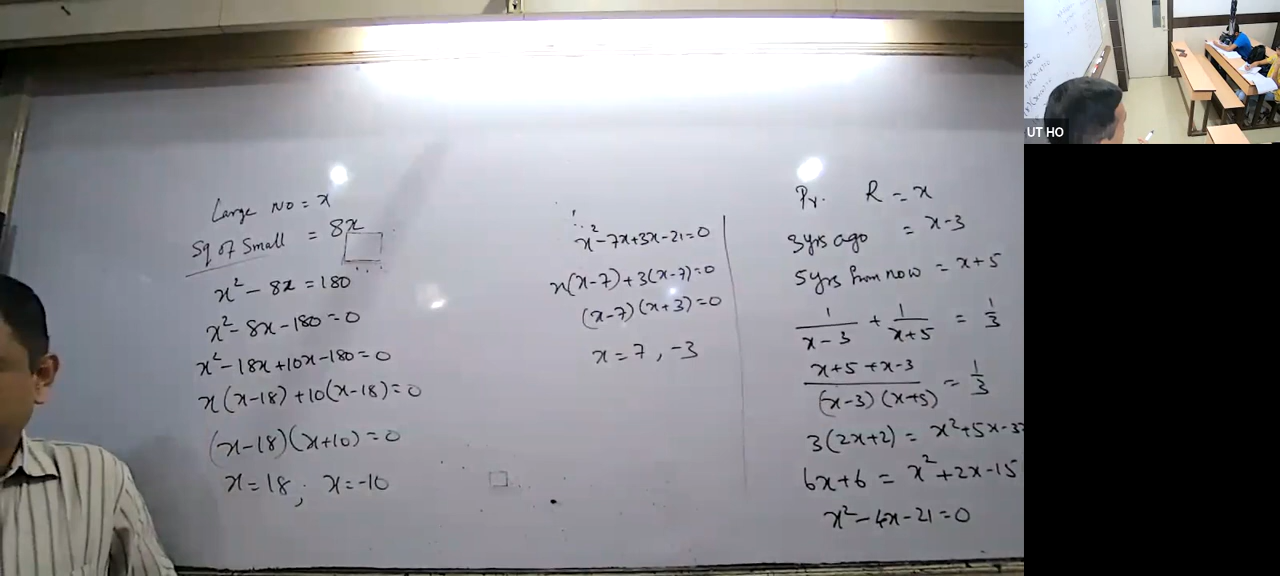 Large No = x
Sq of Small = 8x
x² - 8x = 180
x² - 8x - 180 = 0
x² - 18x + 10x - 180 = 0
x(x-18) + 10(x-18) = 0
(x-18)(x+10) = 0
x = 18; x = -10
x² - 7x + 3x - 21 = 0
x(x-7) + 3(x-7) = 0
(x-7)(x+3) = 0
x = 7, -3
Pr. R = x
3yrs ago = x-3
5yrs from now = x+5
1/(x-3) + 1/(x+5) = 1/3
(x+5+x-3)/((x-3)(x+5)) = 1/3
3(2x+2) = x²+5x-3x
6x+6 = x²+2x-15
x²-4x-21=0
UT HO